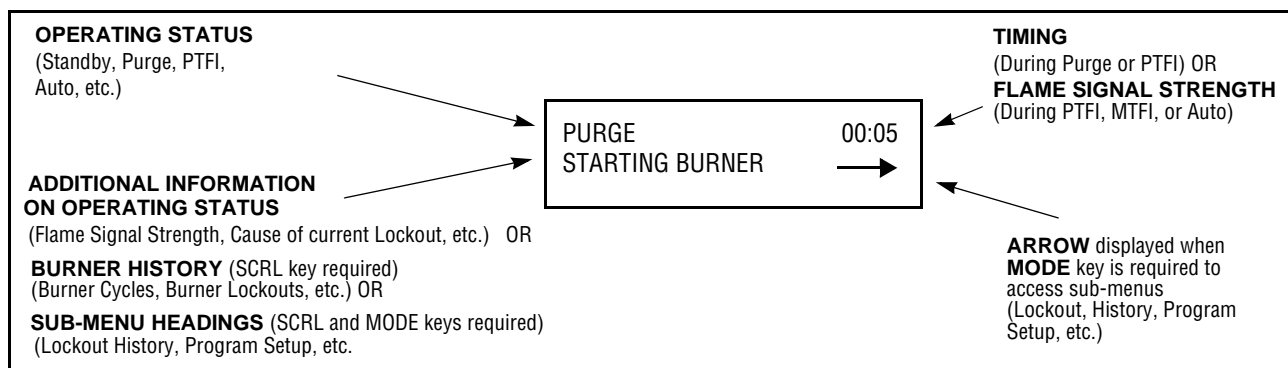 OPERATING STATUS
(Standby, Purge, PTFI,
Auto, etc.)
ADDITIONAL INFORMATION
ON OPERATING STATUS
(Flame Signal Strength, Cause of current Lockout, etc.) OR
BURNER HISTORY (SCRL key required)
(Burner Cycles, Burner Lockouts, etc.) OR
SUB-MENU HEADINGS (SCRL and MODE keys required)
(Lockout History, Program Setup, etc.
PURGE 00:05
STARTING BURNER
TIMING
(During Purge or PTFI) OR
FLAME SIGNAL STRENGTH
(During PTFI, MTFI, or Auto)
ARROW displayed when
MODE key is required to
access sub-menus
(Lockout, History, Program
Setup, etc.)